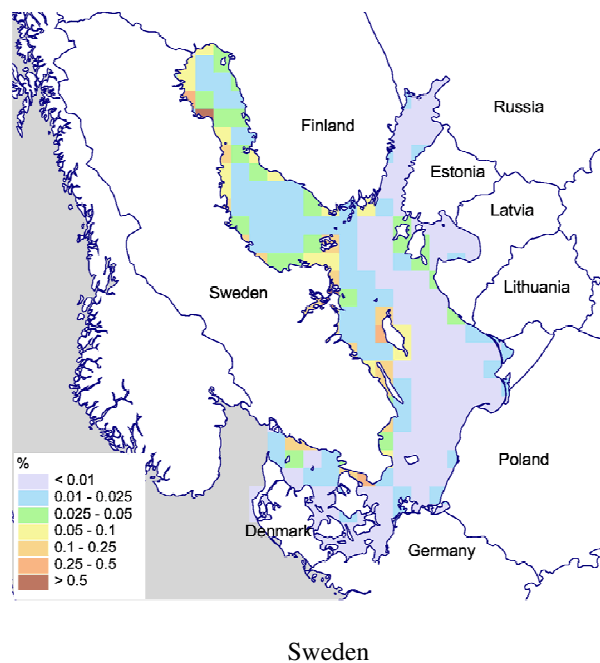 Russia
Finland
Estonia
Latvia
Sweden
Lithuania
Poland
Denmark
Germany
%
< 0.01
0.01 - 0.025
0.025 - 0.05
0.05 - 0.1
0.1 - 0.25
0.25 - 0.5
> 0.5
Sweden